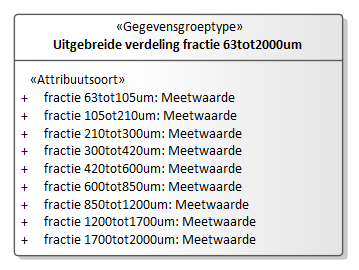 «Gegevensgroeptype»
Uitgebreide verdeling fractie 63tot2000um
«Attribuutsoort»
+ fractie 63tot105um: Meetwaarde
+ fractie 105ot210um: Meetwaarde
+ fractie 210tot300um: Meetwaarde
+ fractie 300tot420um: Meetwaarde
+ fractie 420tot600um: Meetwaarde
+ fractie 600tot850um: Meetwaarde
+ fractie 850tot1200um: Meetwaarde
+ fractie 1200tot1700um: Meetwaarde
+ fractie 1700tot2000um: Meetwaarde